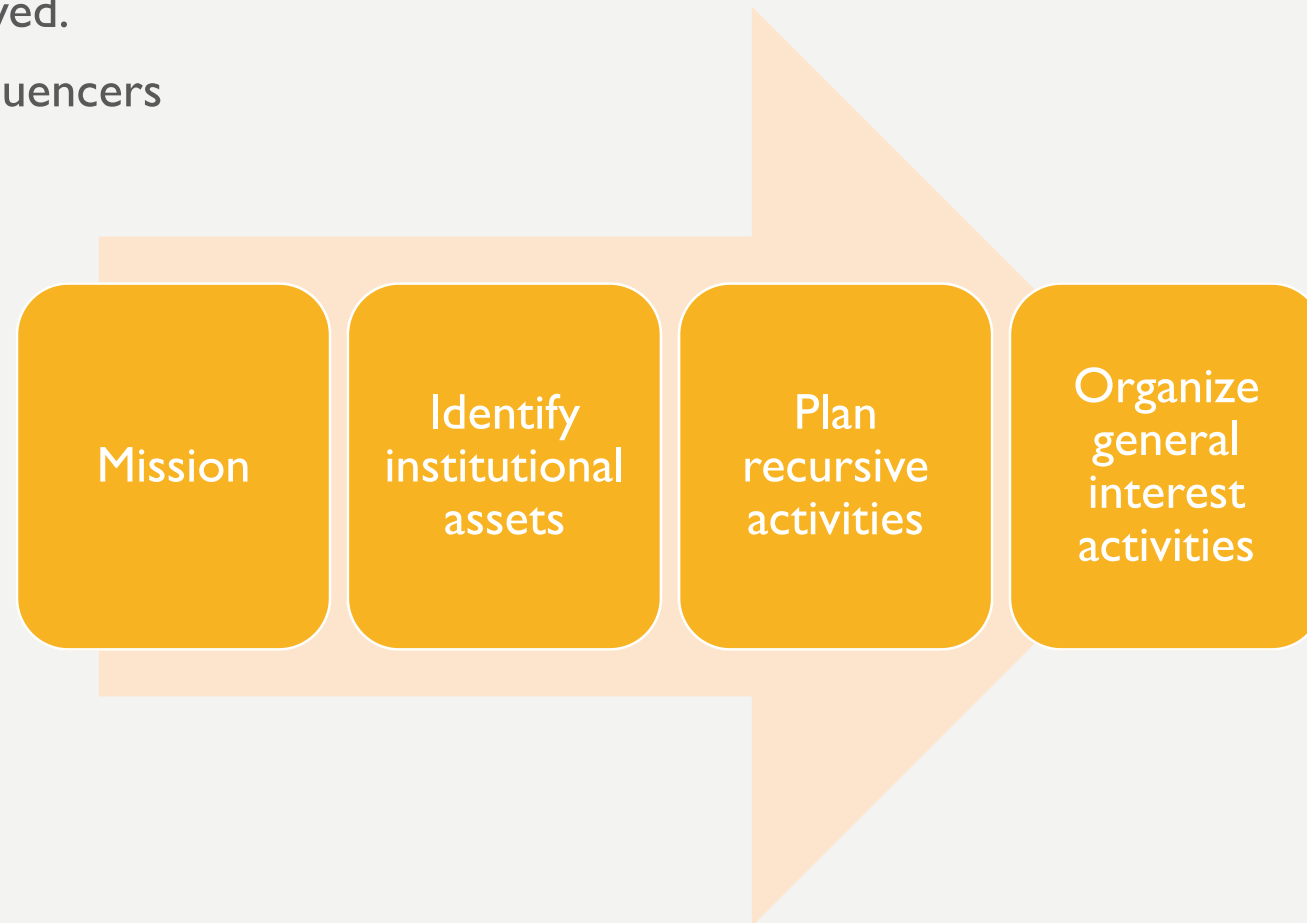 ved.
uencers
Mission
Identify
institutional
assets
Plan
recursive
activities
Organize
general
interest
activities